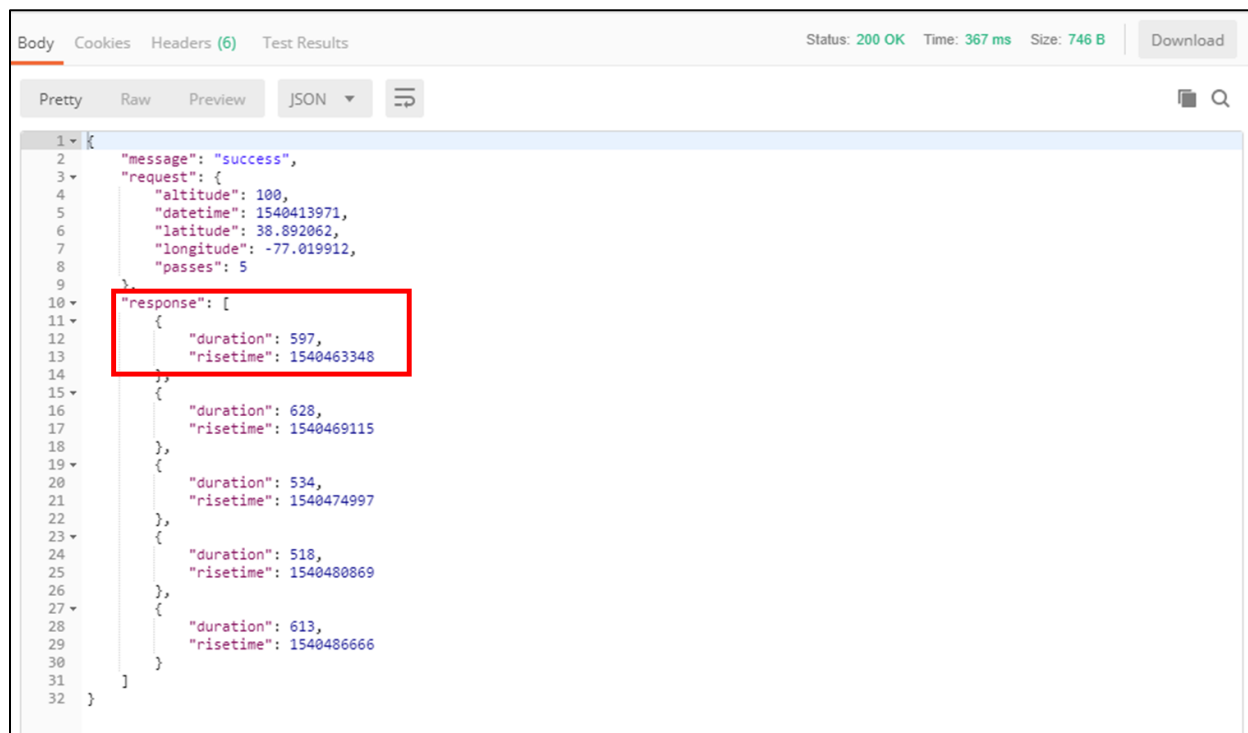 Body Cookies Headers (6) Test Results Status: 200 OK Time: 367 ms Size: 746 B Download
Pretty Raw Preview JSON
1 {
2 "message": "success",
3 "request": {
4 "altitude": 100,
5 "datetime": 1540413971,
6 "latitude": 38.892062,
7 "longitude": -77.019912,
8 "passes": 5
9 },
10 "response": [
11 {
12 "duration": 597,
13 "risetime": 1540463348
14 },
15 {
16 "duration": 628,
17 "risetime": 1540469115
18 },
19 {
20 "duration": 534,
21 "risetime": 1540474997
22 },
23 {
24 "duration": 518,
25 "risetime": 1540480869
26 },
27 {
28 "duration": 613,
29 "risetime": 1540486666
30 }
31 ]
32 }